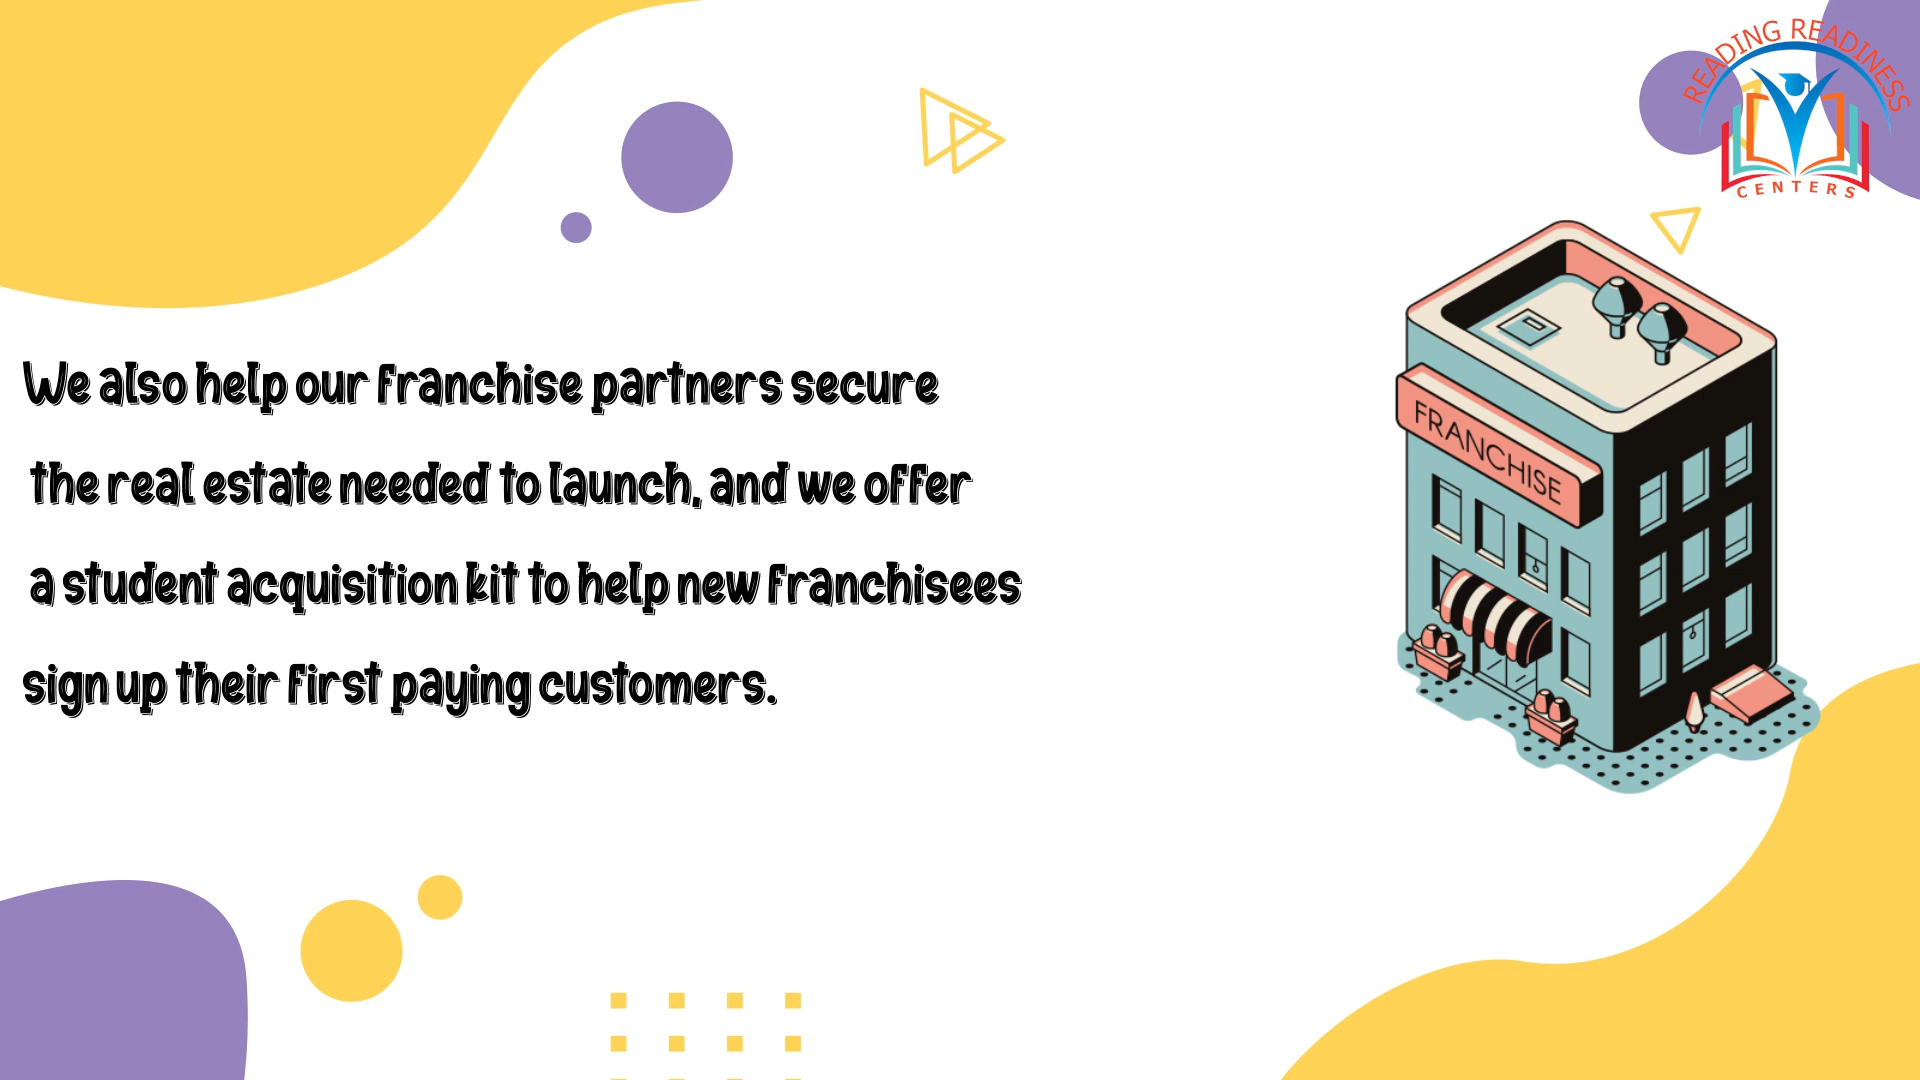 READING READINESS
CENTERS
We also help our franchise partners secure
the real estate needed to launch, and we offer
a student acquisition kit to help new franchisees
sign up their first paying customers.
FRANCHISE